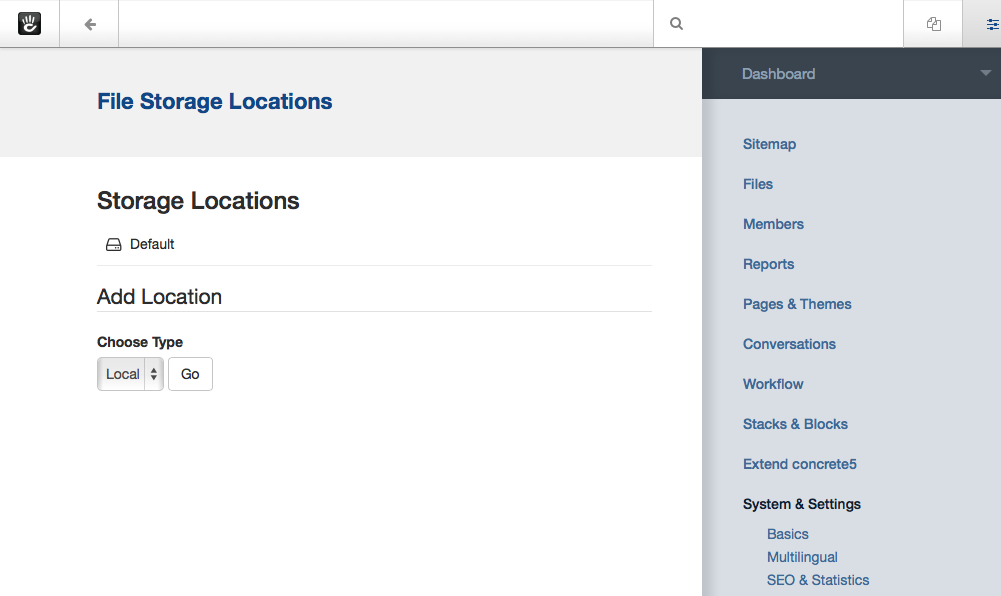 File Storage Locations
Storage Locations
Default
Add Location
Choose Type
Local Go
Dashboard
Sitemap
Files
Members
Reports
Pages & Themes
Conversations
Workflow
Stacks & Blocks
Extend concrete5
System & Settings
Basics
Multilingual
SEO & Statistics